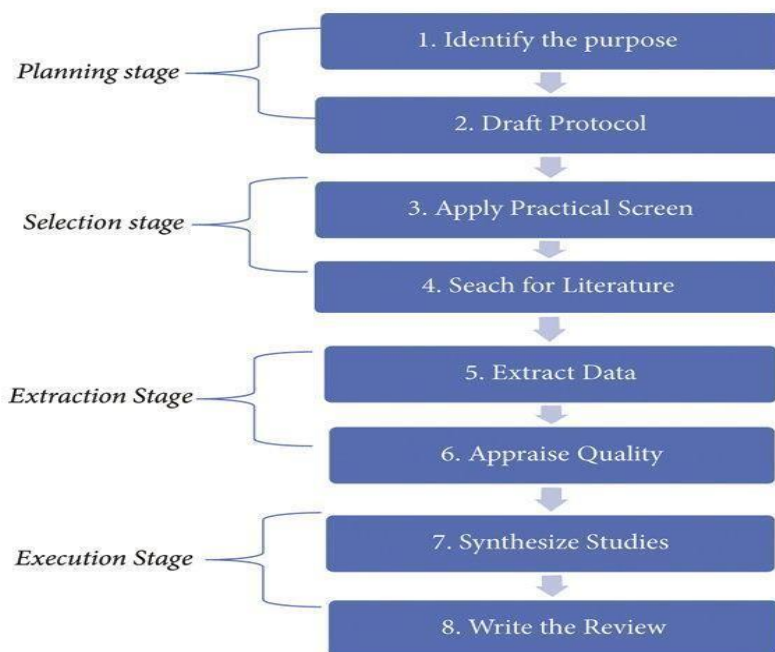 1. Identify the purpose
Planning stage
2. Draft Protocol
3. Apply Practical Screen
Selection stage
4. Seach for Literature
5. Extract Data
Extraction Stage
6. Appraise Quality
7. Synthesize Studies
Execution Stage
8. Write the Review